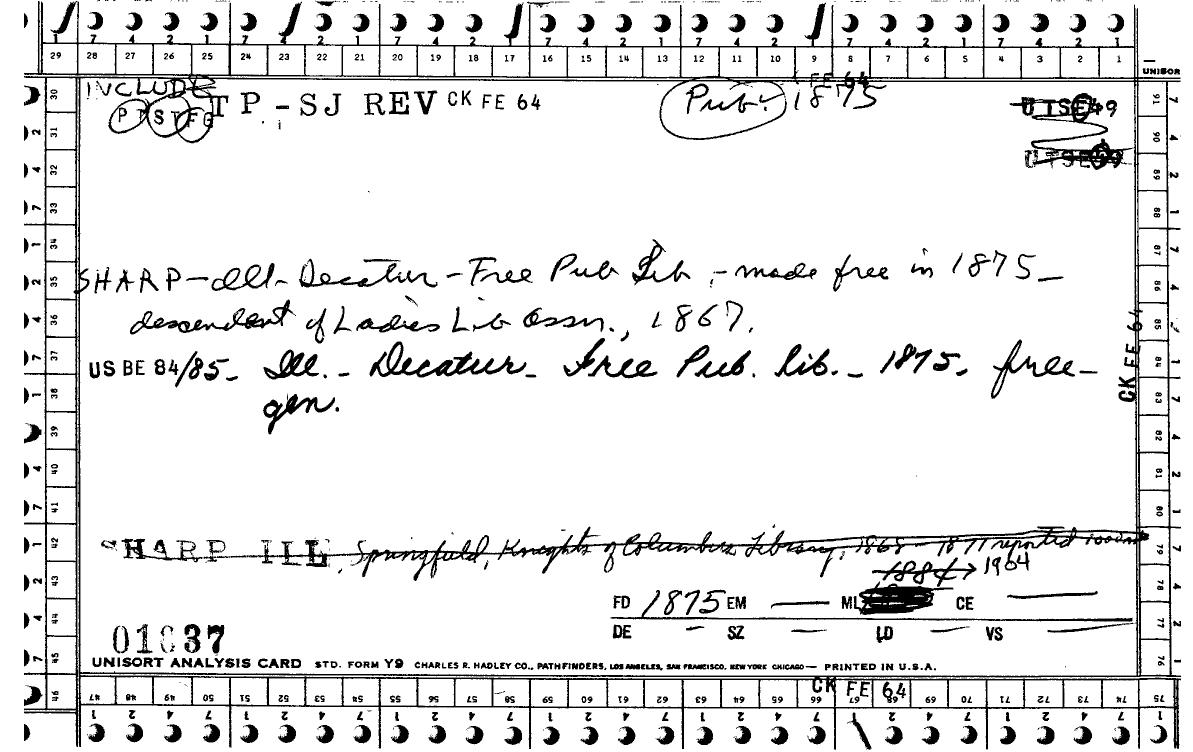 7 4 2 1 7 4 2 1 7 4 2 1 7 4 2 1 7 4 2 1 7 4 2 1 7 4 2 1
29 28 27 26 25 24 23 22 21 20 19 18 17 16 15 14 13 12 11 10 9 8 7 6 5 4 3 2 1
UNISOR
INCLUDE
FE 64
PT ST FG
TP-SJ REV CK FE 64
Pub. 1875
UTSE49
UTSE
SHARP-Ill-Decatur-Free Pub Lib.-made free in 1875-
descendent of Ladies Lib Assn., 1867.
US BE 84/85- Ill. - Decatur - Free Pub. Lib. - 1875- free-
gen.
CK FE 64
SHARP ILL, Springfield, Knights of Columbus Library, 1868- 1871 reported
1884 → 1904
FD 1875 EM — ML CE —
DE - SZ — LD — VS —
01037
UNISORT ANALYSIS CARD STD. FORM Y9 CHARLES R. HADLEY CO., PATHFINDERS, LOS ANGELES, SAN FRANCISCO, NEW YORK CHICAGO— PRINTED IN U.S.A.
CK FE 64
30 31 32 33 34 35 36 37 38 39 40 41 42 43 44 45 46
91 90 89 88 87 86 85 84 83 82 81 80 79 78 77 76 75
47 48 49 50 51 52 53 54 55 56 57 58 59 60 61 62 63 64 65 66 67 68 69 70 71 72 73 74